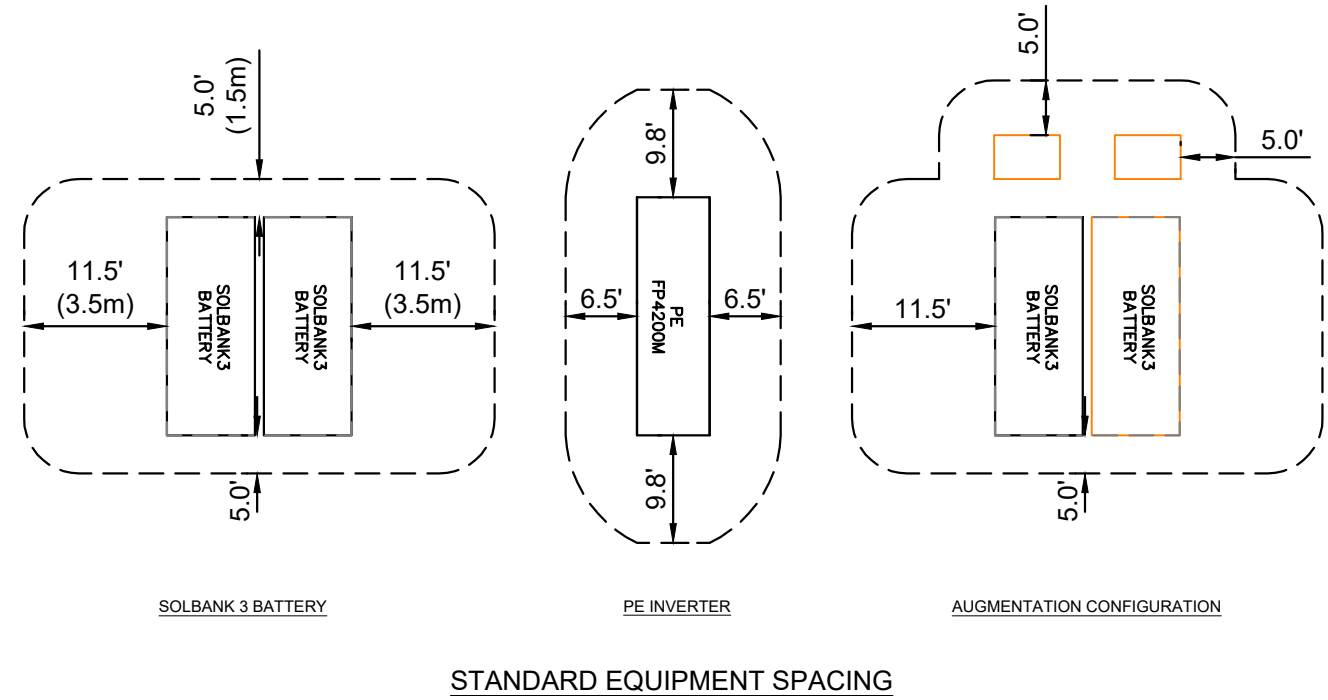 5.0'
(1.5m)
11.5'
(3.5m)
SOLBANK3
BATTERY
SOLBANK3
BATTERY
11.5'
(3.5m)
5.0'
SOLBANK 3 BATTERY
9.8'
6.5'
PE
FP4200M
6.5'
9.8'
PE INVERTER
5.0'
5.0'
11.5'
SOLBANK3
BATTERY
SOLBANK3
BATTERY
5.0'
AUGMENTATION CONFIGURATION
STANDARD EQUIPMENT SPACING